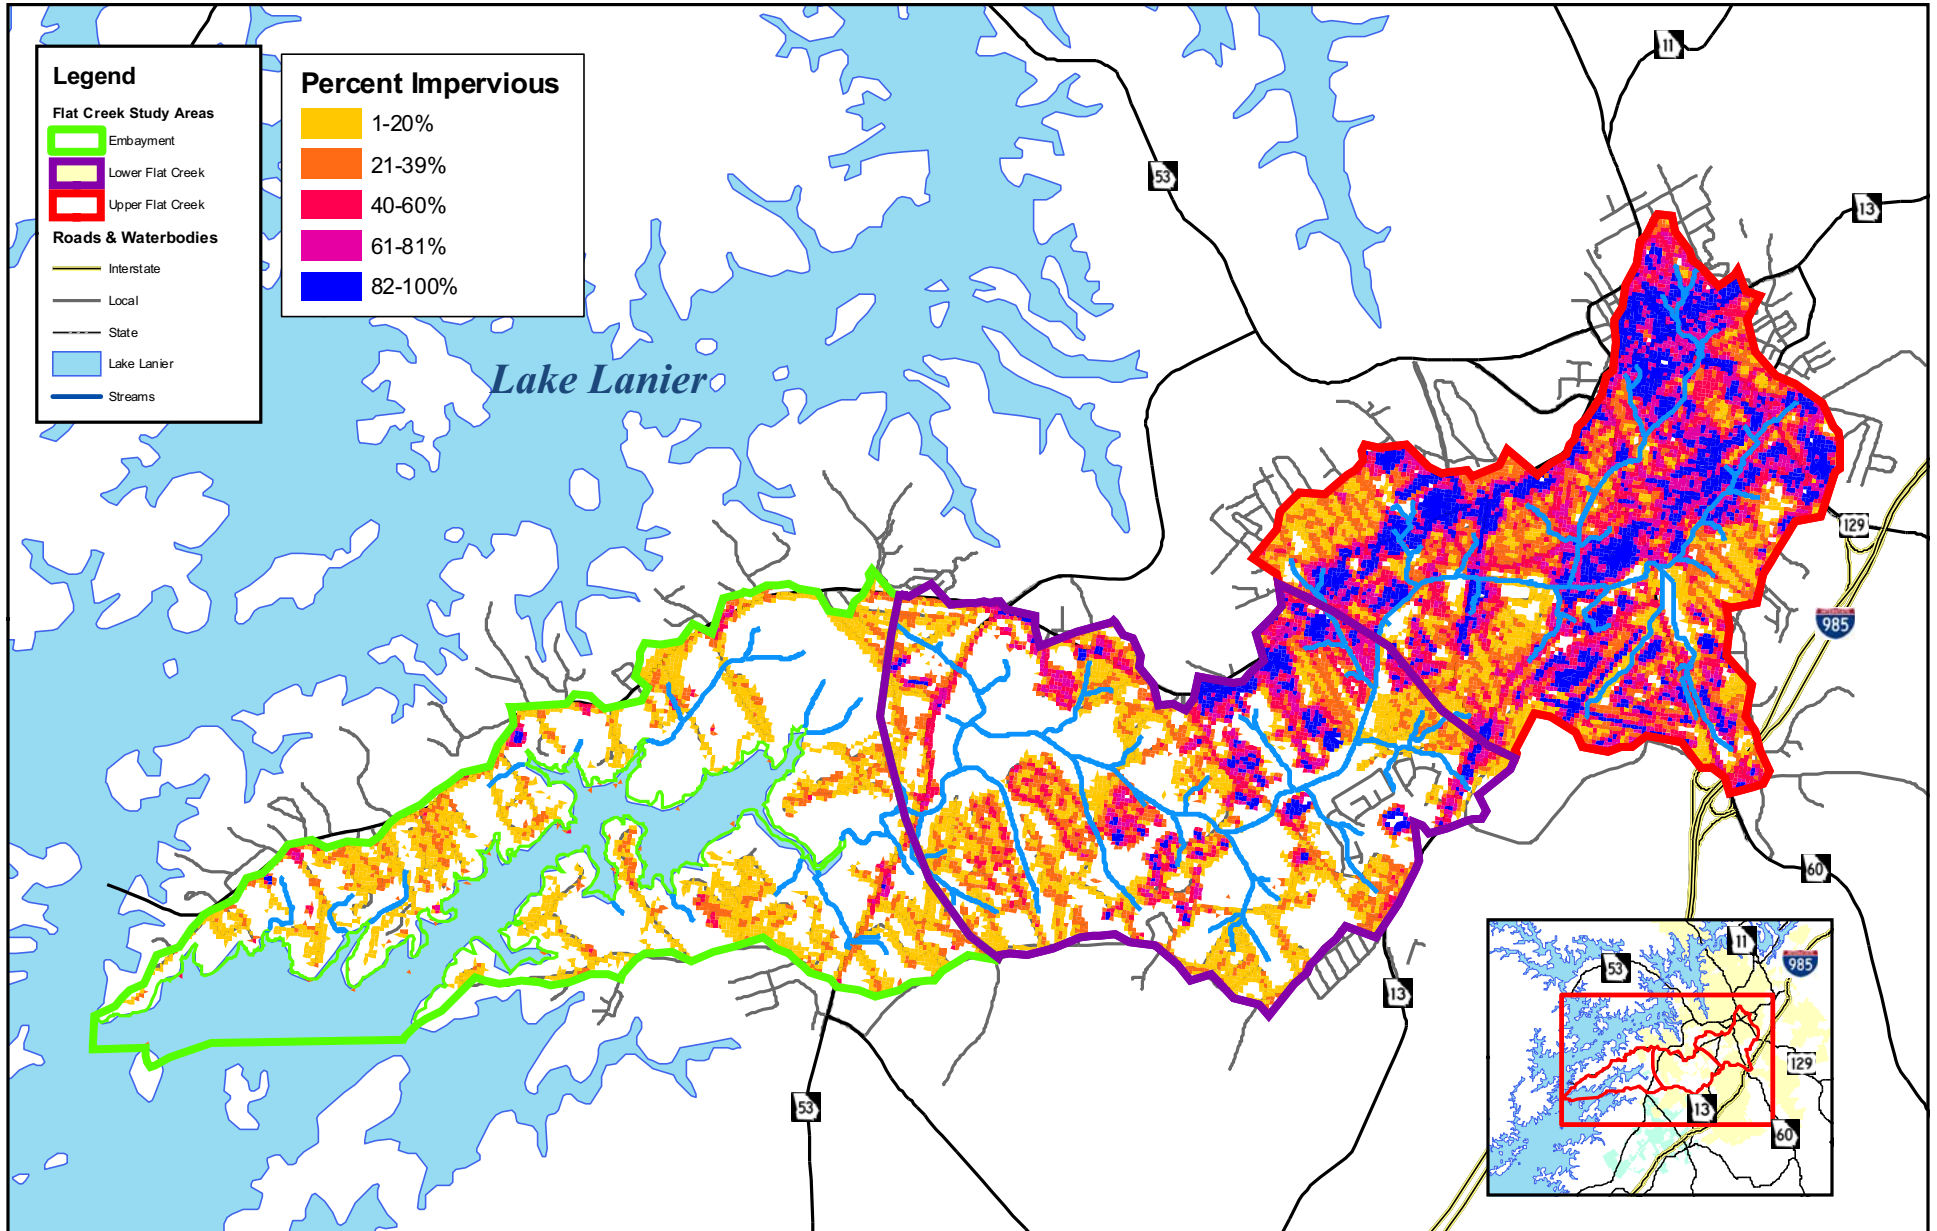 Legend
Flat Creek Study Areas
Embayment
Lower Flat Creek
Upper Flat Creek
Roads & Waterbodies
Interstate
Local
State
Lake Lanier
Streams
Percent Impervious
1-20%
21-39%
40-60%
61-81%
82-100%
Lake Lanier
11
53
13
129
985
60
13
53
11
53
985
129
13
60